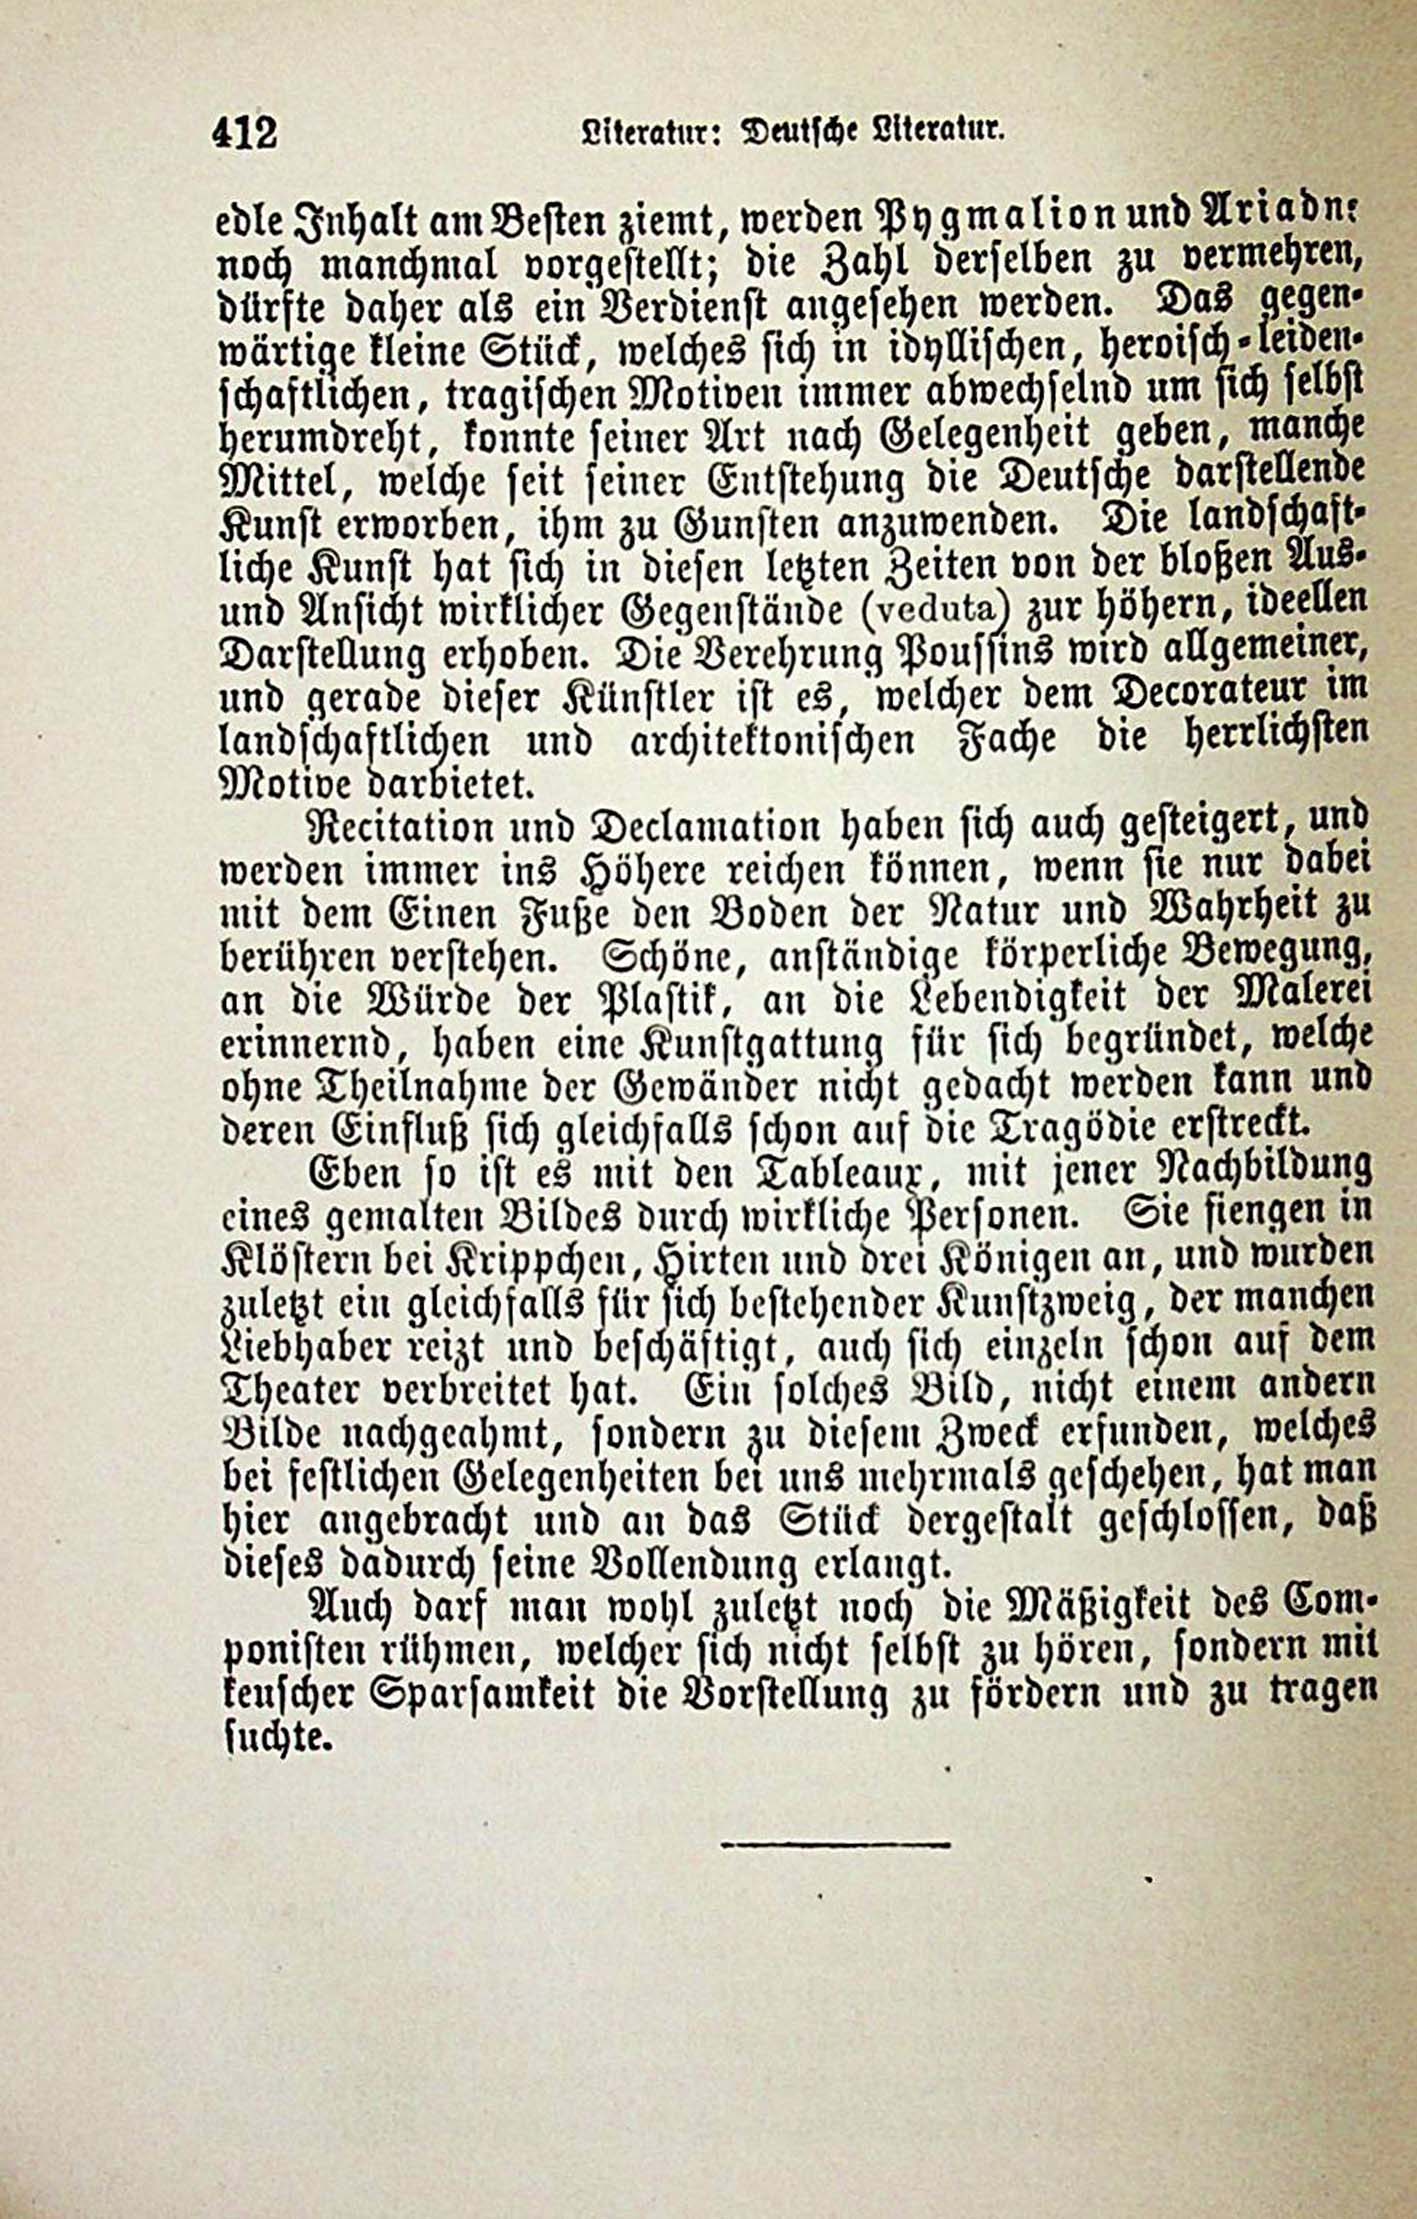 412 Literatur: Deutsche Literatur.
edle Inhalt am Besten ziemt, werden Pygmalion und Ariadne
noch manchmal vorgestellt; die Zahl derselben zu vermehren,
dürfte daher als ein Verdienst angesehen werden. Das gegen-
wärtige kleine Stück, welches sich in idyllischen, heroisch-leiden-
schaftlichen, tragischen Motiven immer abwechselnd um sich selbst
herumdreht, konnte seiner Art nach Gelegenheit geben, manche
Mittel, welche seit seiner Entstehung die Deutsche darstellende
Kunst erworben, ihm zu Gunsten anzuwenden. Die landschaft-
liche Kunst hat sich in diesen letzten Zeiten von der bloßen Aus-
und Ansicht wirklicher Gegenstände (veduta) zur höhern, ideellen
Darstellung erhoben. Die Verehrung Poussins wird allgemeiner,
und gerade dieser Künstler ist es, welcher dem Decorateur im
landschaftlichen und architektonischen Fache die herrlichsten
Motive darbietet.
Recitation und Declamation haben sich auch gesteigert, und
werden immer ins Höhere reichen können, wenn sie nur dabei
mit dem Einen Fuße den Boden der Natur und Wahrheit zu
berühren verstehen. Schöne, anständige körperliche Bewegung,
an die Würde der Plastik, an die Lebendigkeit der Malerei
erinnernd, haben eine Kunstgattung für sich begründet, welche
ohne Theilnahme der Gewänder nicht gedacht werden kann und
deren Einfluß sich gleichfalls schon auf die Tragödie erstreckt.
Eben so ist es mit den Tableaux, mit jener Nachbildung
eines gemalten Bildes durch wirkliche Personen. Sie fiengen in
Klöstern bei Krippchen, Hirten und drei Königen an, und wurden
zuletzt ein gleichfalls für sich bestehender Kunstzweig, der manchen
Liebhaber reizt und beschäftigt, auch sich einzeln schon auf dem
Theater verbreitet hat. Ein solches Bild, nicht einem andern
Bilde nachgeahmt, sondern zu diesem Zweck erfunden, welches
bei festlichen Gelegenheiten bei uns mehrmals geschehen, hat man
hier angebracht und an das Stück dergestalt geschlossen, daß
dieses dadurch seine Vollendung erlangt.
Auch darf man wohl zuletzt noch die Mäßigkeit des Com-
ponisten rühmen, welcher sich nicht selbst zu hören, sondern mit
keuscher Sparsamkeit die Vorstellung zu fördern und zu tragen
suchte.